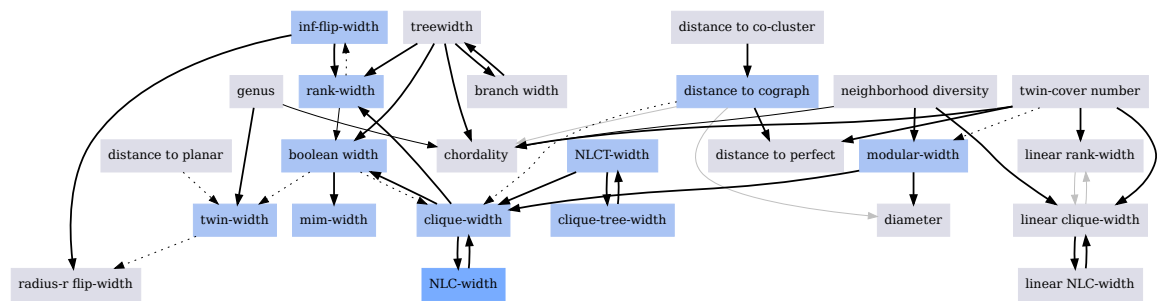 inf-flip-width
treewidth
distance to co-cluster
genus
rank-width
branch width
distance to cograph
neighborhood diversity
twin-cover number
distance to planar
boolean width
chordality
NLCT-width
distance to perfect
modular-width
linear rank-width
twin-width
mim-width
clique-width
clique-tree-width
diameter
linear clique-width
radius-r flip-width
NLC-width
linear NLC-width